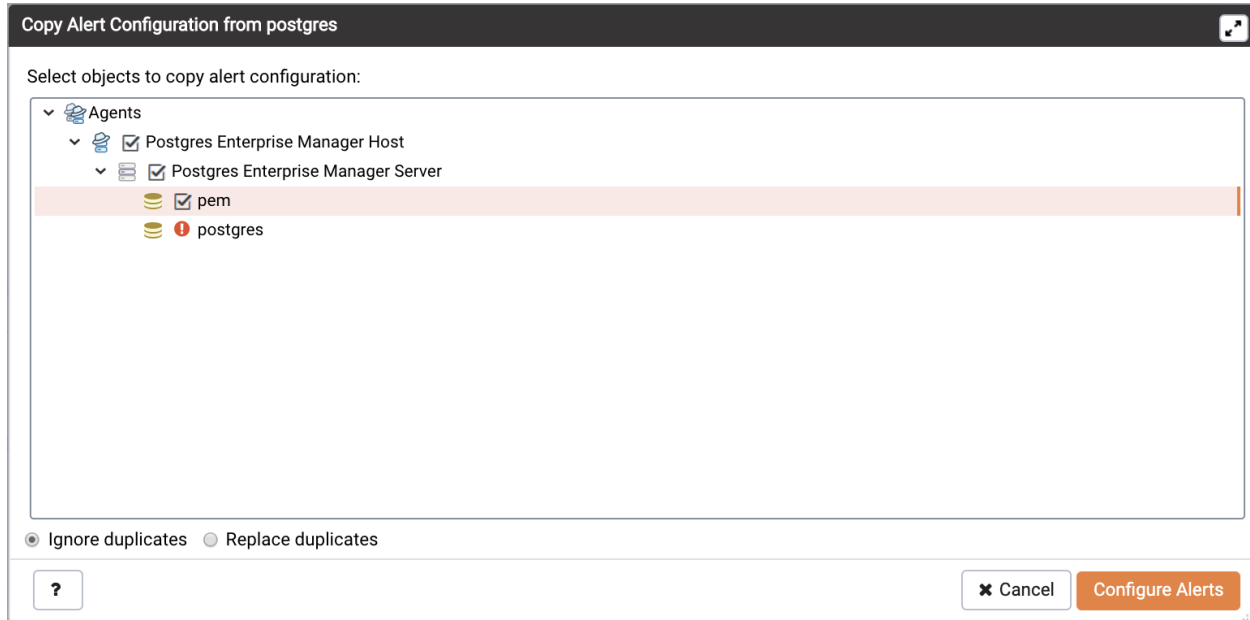 Copy Alert Configuration from postgres
Select objects to copy alert configuration:
Agents
Postgres Enterprise Manager Host
Postgres Enterprise Manager Server
pem
postgres
Ignore duplicates Replace duplicates
? Cancel Configure Alerts